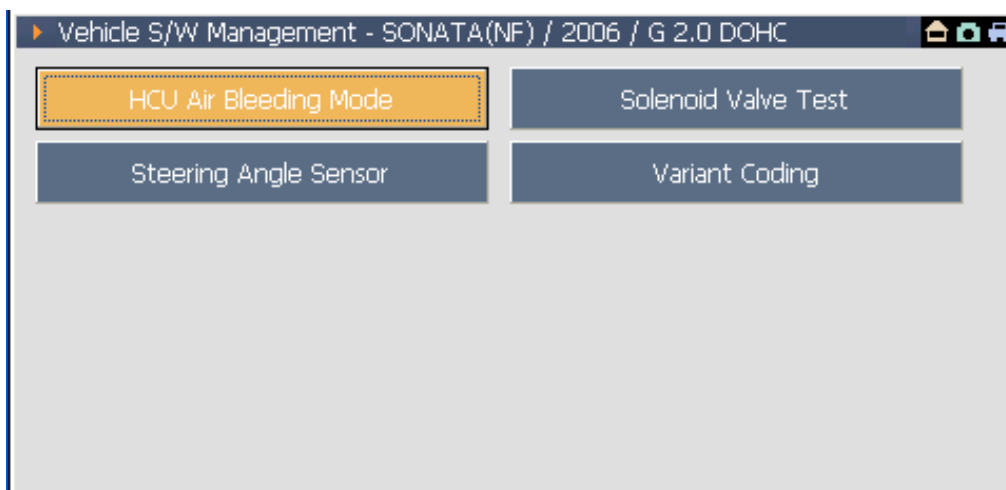 Vehicle S/W Management - SONATA(NF) / 2006 / G 2.0 DOHC
HCU Air Bleeding Mode
Solenoid Valve Test
Steering Angle Sensor
Variant Coding